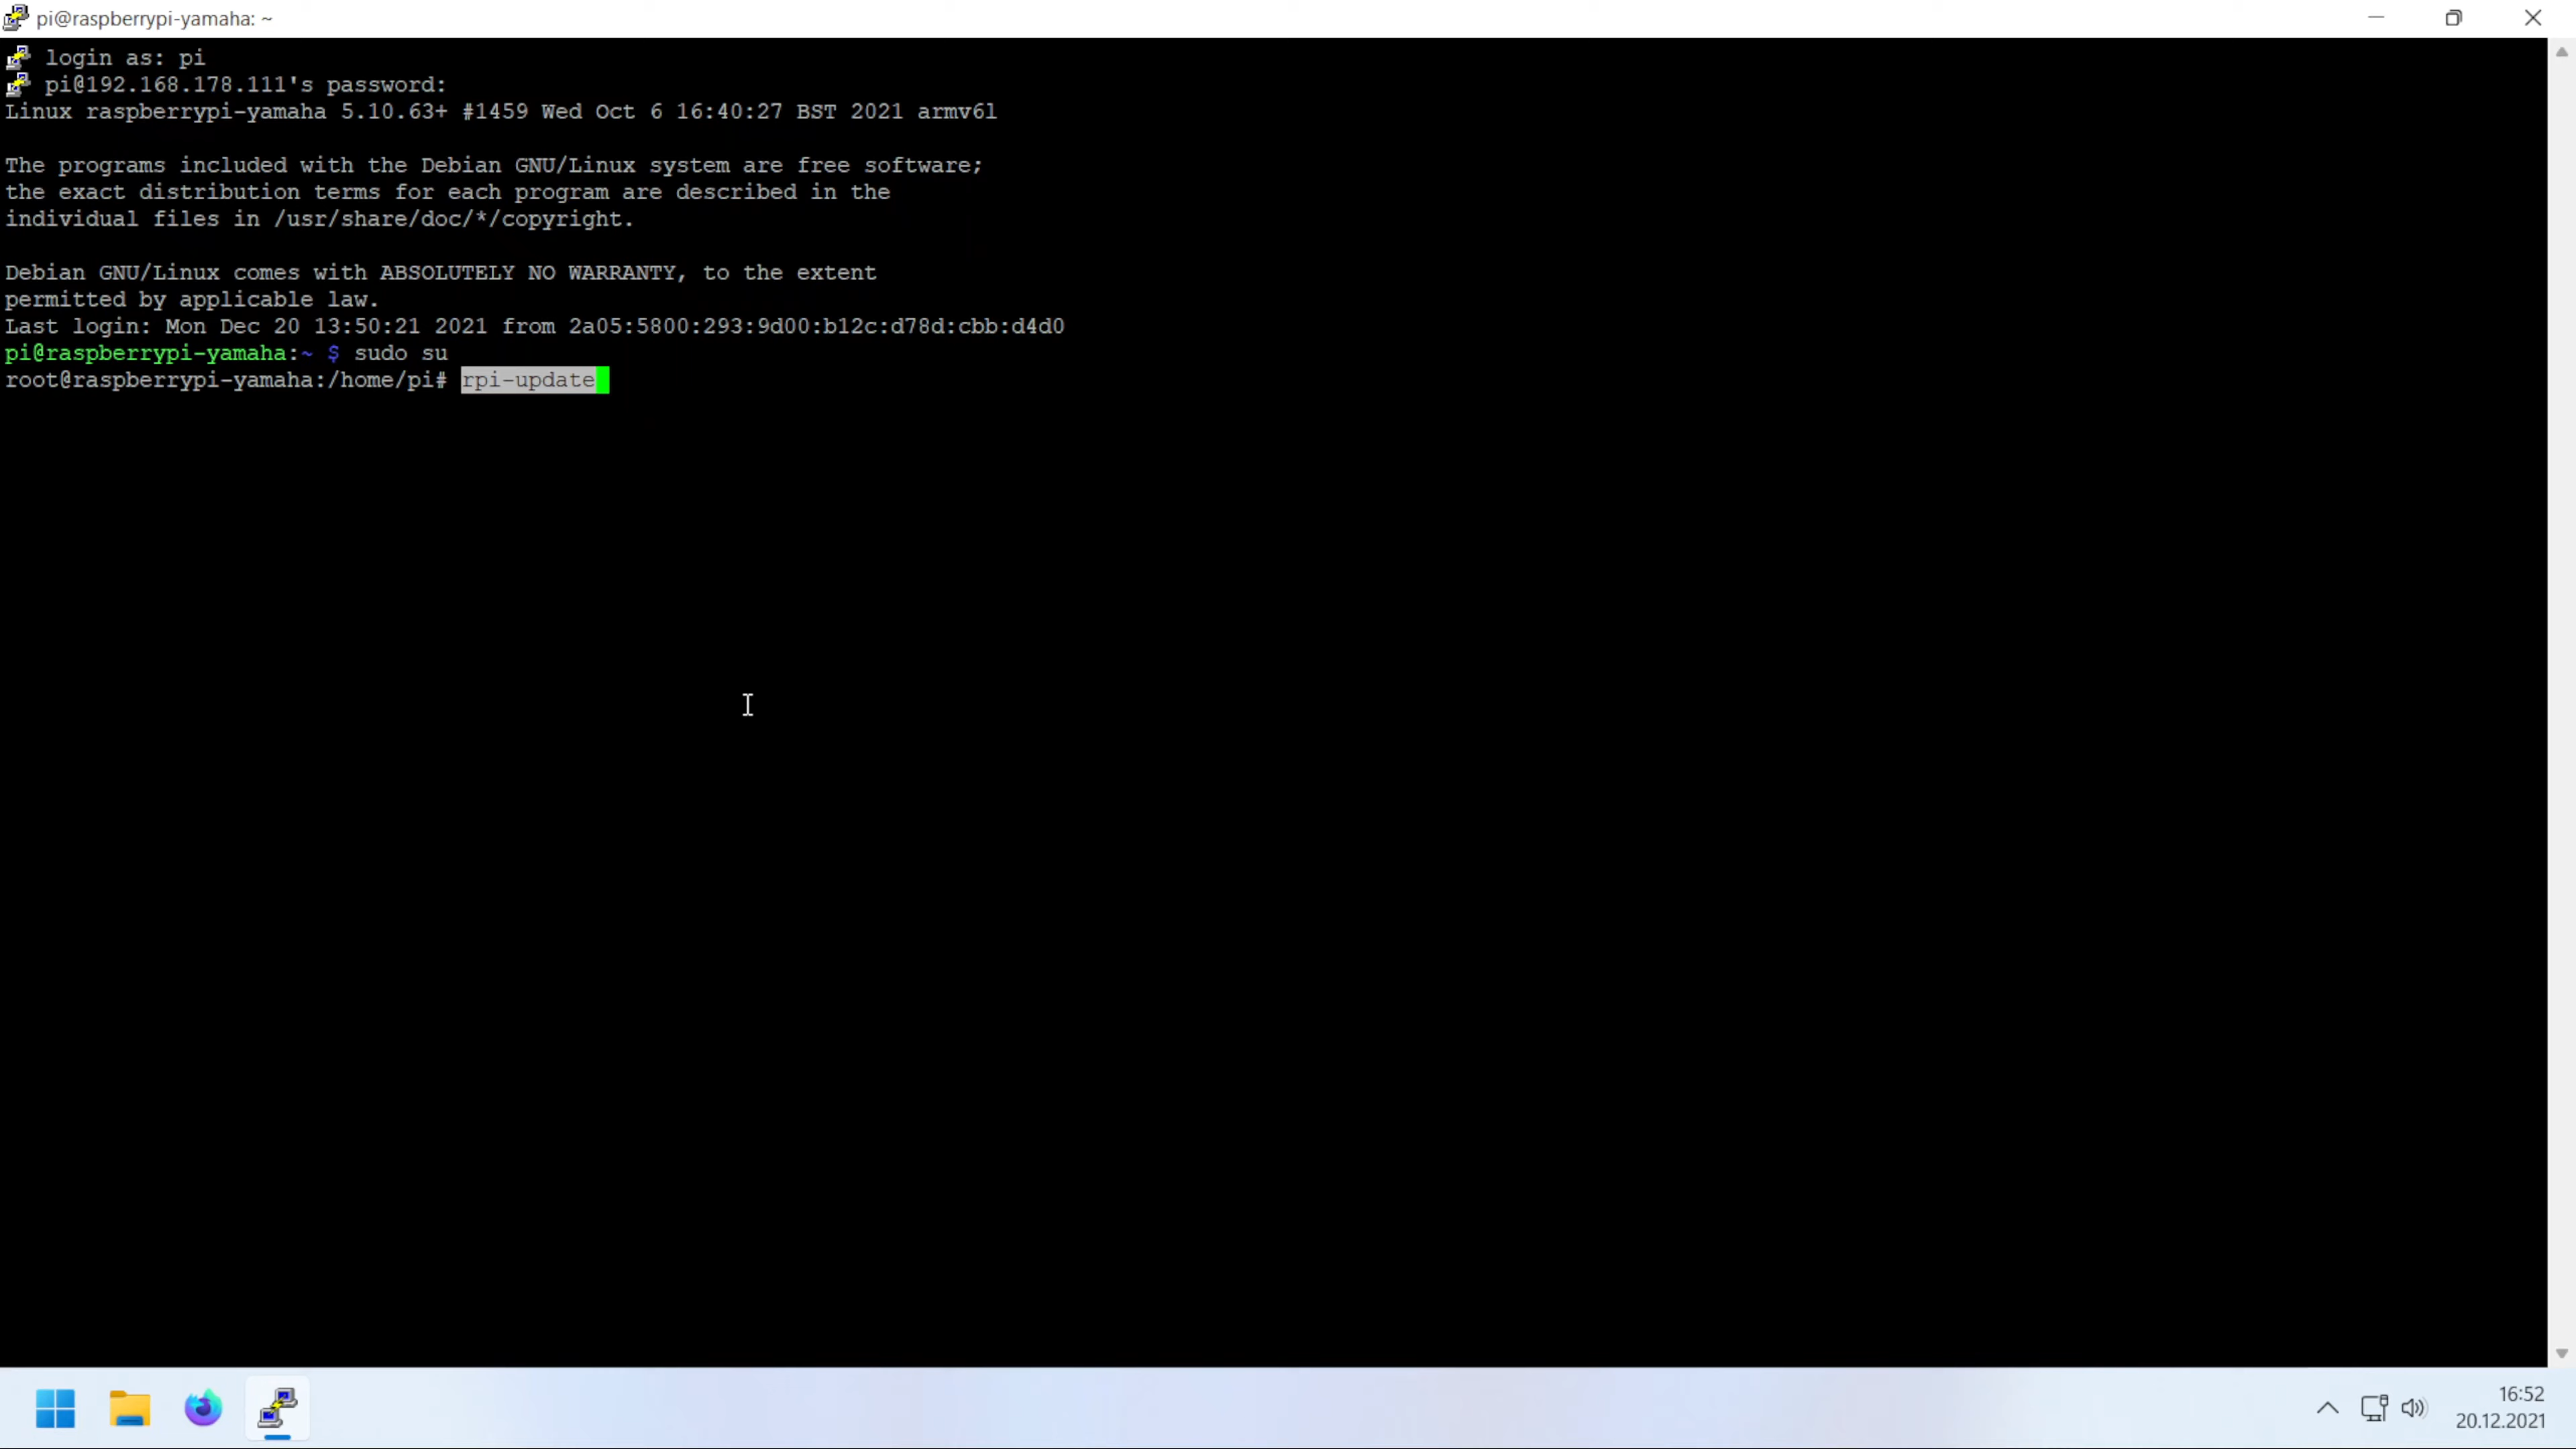 pi@raspberrypi-yamaha: ~
login as: pi
pi@192.168.178.111's password:
Linux raspberrypi-yamaha 5.10.63+ #1459 Wed Oct 6 16:40:27 BST 2021 armv6l
The programs included with the Debian GNU/Linux system are free software;
the exact distribution terms for each program are described in the
individual files in /usr/share/doc/*/copyright.
Debian GNU/Linux comes with ABSOLUTELY NO WARRANTY, to the extent
permitted by applicable law.
Last login: Mon Dec 20 13:50:21 2021 from 2a05:5800:293:9d00:b12c:d78d:cbb:d4d0
pi@raspberrypi-yamaha:~ $ sudo su
root@raspberrypi-yamaha:/home/pi# rpi-update
16:52
20.12.2021